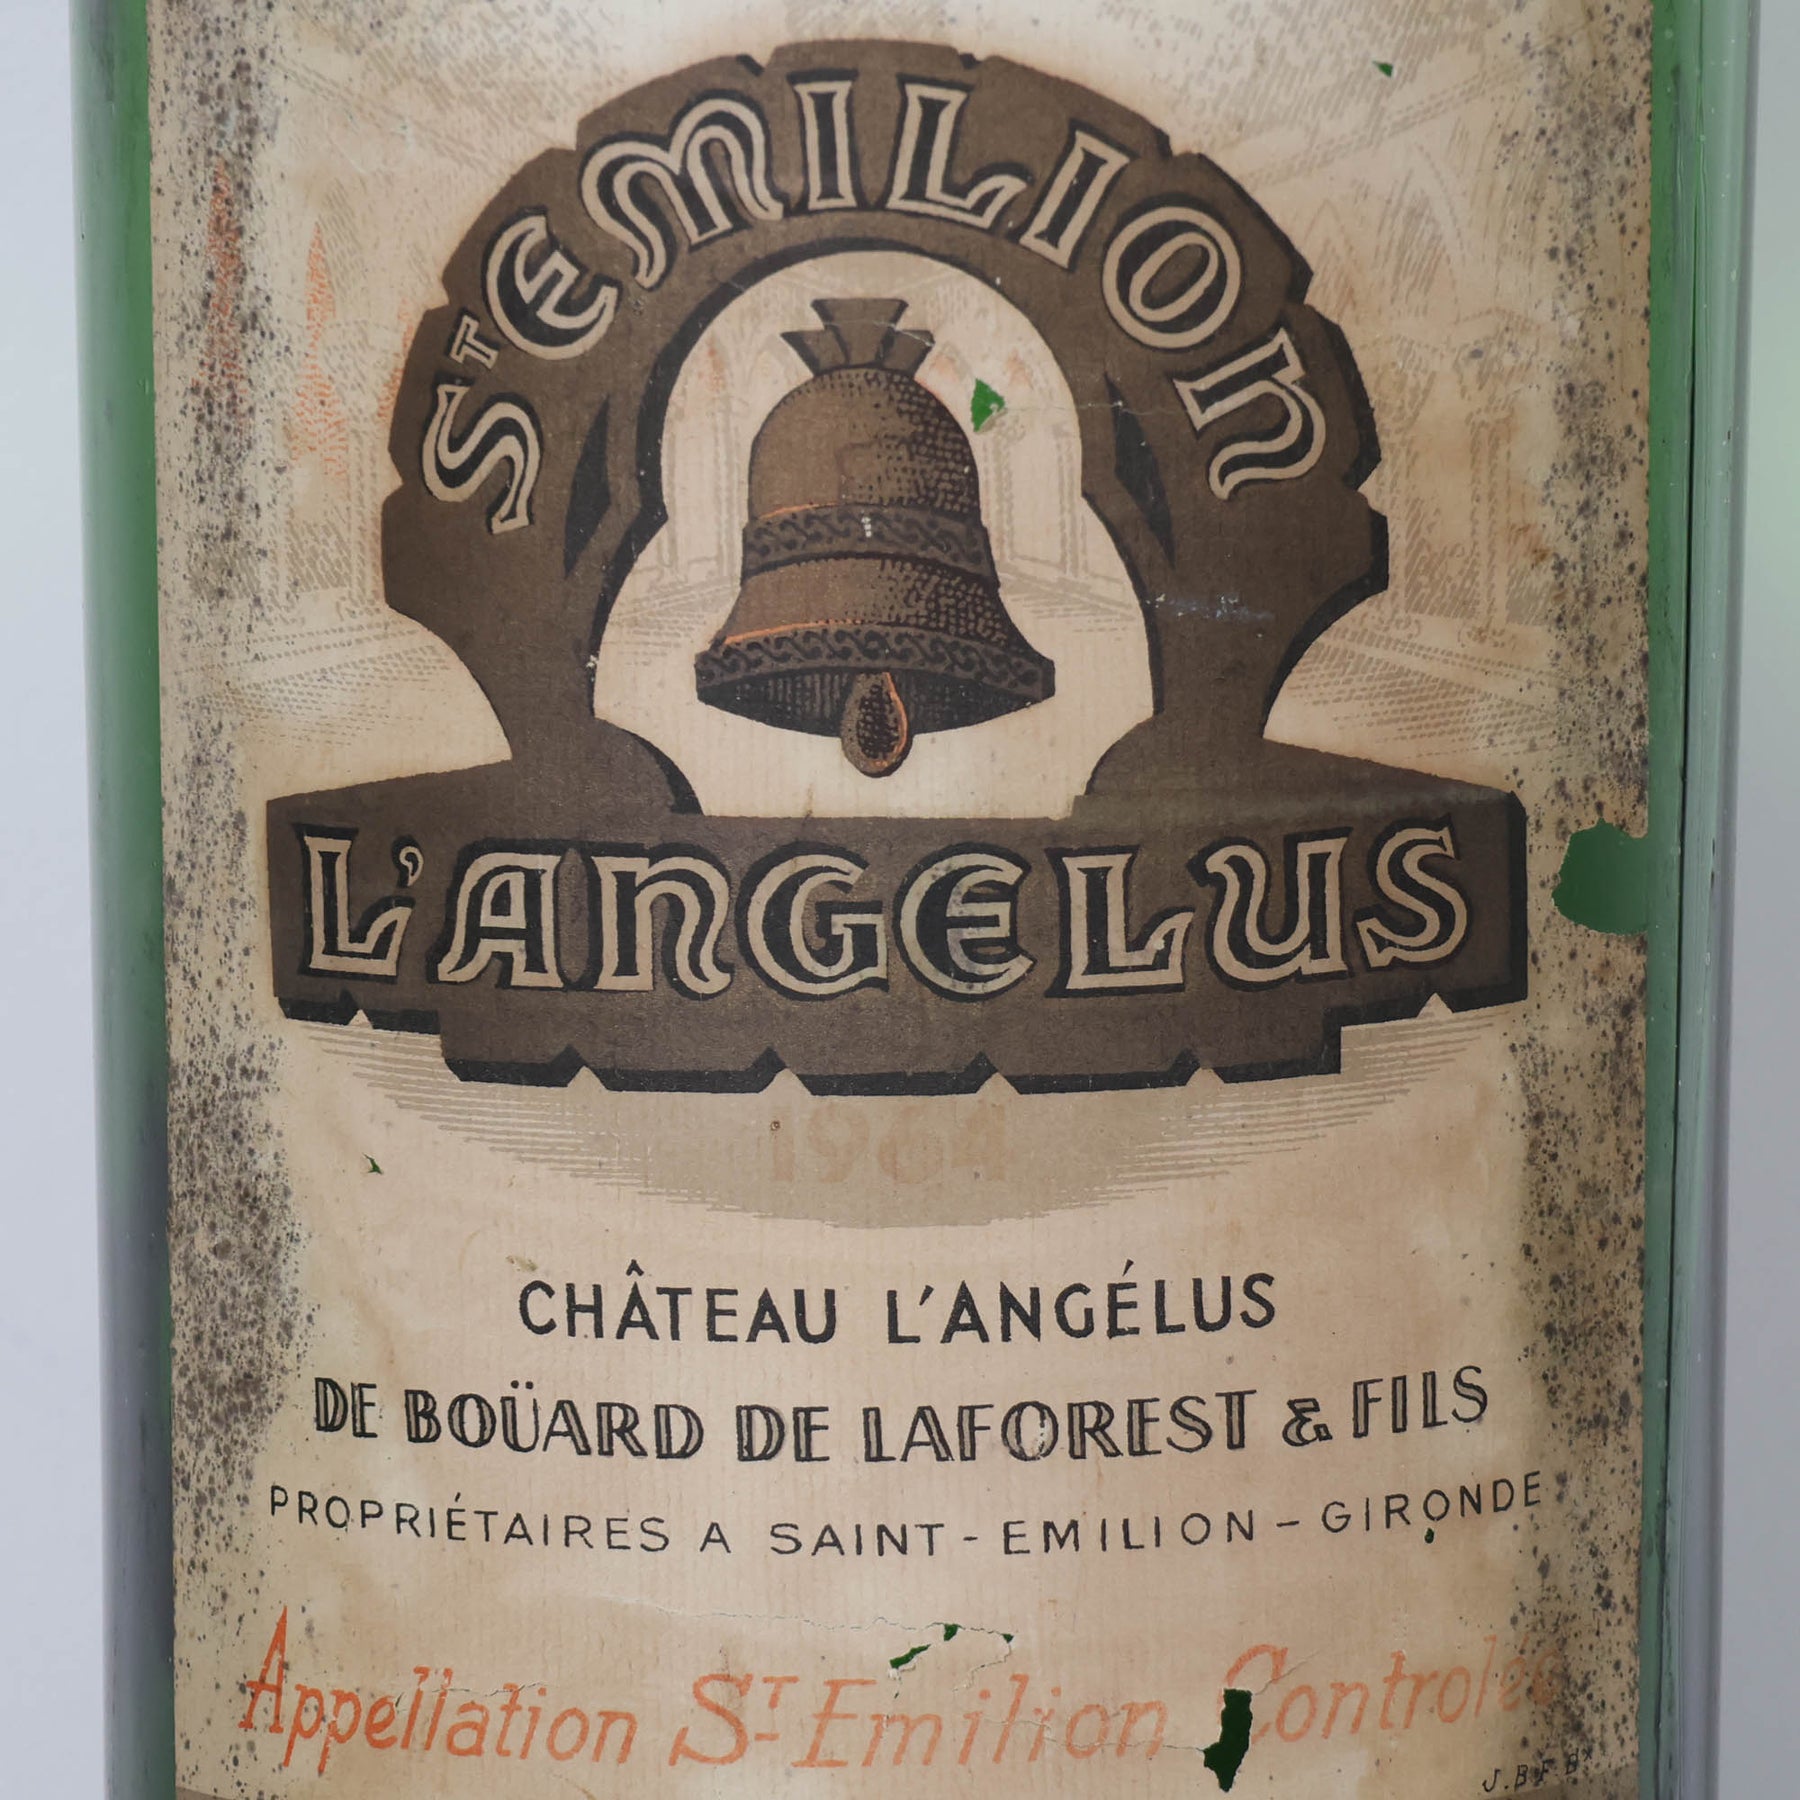 ST EMILION
L'ANGELUS
1964
CHÂTEAU L'ANGÉLUS
DE BOÜARD DE LAFOREST & FILS
PROPRIÉTAIRES A SAINT-EMILION-GIRONDE
Appellation ST-Emilion Controlée
J.B F.Bx